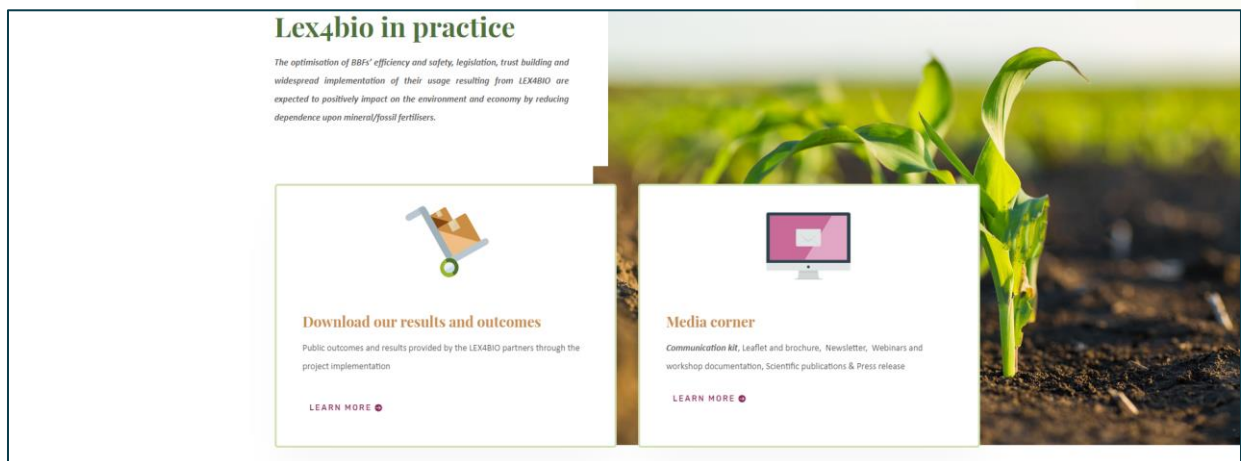 Lex4bio in practice
The optimisation of BBFs' efficiency and safety, legislation, trust building and
widespread implementation of their usage resulting from LEX4BIO are
expected to positively impact on the environment and economy by reducing
dependence upon mineral/fossil fertilisers.
Download our results and outcomes
Public outcomes and results provided by the LEX4BIO partners through the
project implementation
LEARN MORE
Media corner
Communication kit, Leaflet and brochure, Newsletter, Webinars and
workshop documentation, Scientific publications & Press release
LEARN MORE